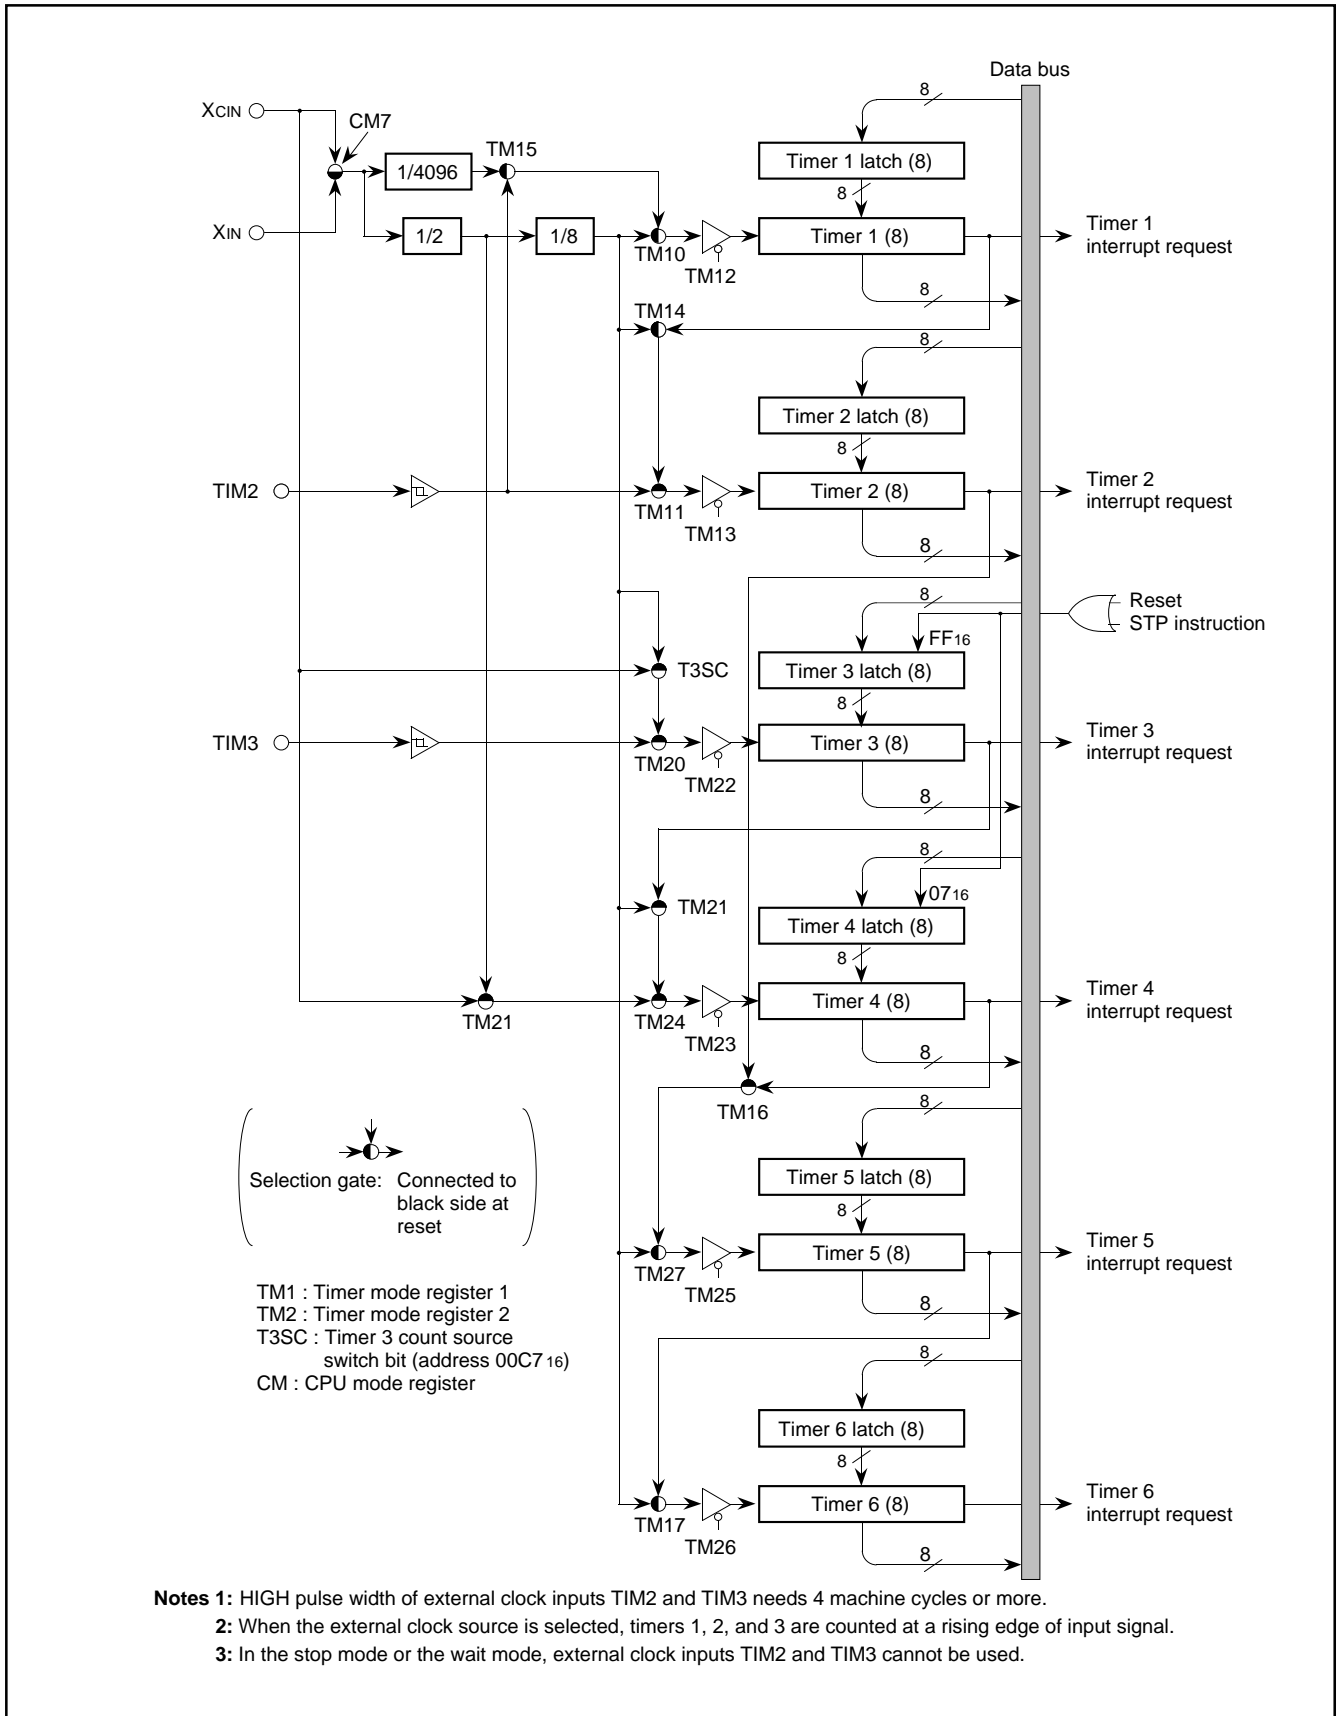 Data bus
XCIN
CM7
TM15
1/4096
XIN
1/2
1/8
TM10
TM12
8
Timer 1 latch (8)
8
Timer 1 (8)
8
Timer 1
interrupt request
TM14
8
Timer 2 latch (8)
8
TIM2
TM11
TM13
Timer 2 (8)
8
Timer 2
interrupt request
8
Reset
STP instruction
FF16
T3SC
Timer 3 latch (8)
8
TIM3
TM20
TM22
Timer 3 (8)
8
Timer 3
interrupt request
8
0716
TM21
Timer 4 latch (8)
8
TM21
TM24
TM23
Timer 4 (8)
8
Timer 4
interrupt request
TM16
8
Timer 5 latch (8)
8
TM27
TM25
Timer 5 (8)
8
Timer 5
interrupt request
Selection gate: Connected to
black side at
reset
TM1 : Timer mode register 1
TM2 : Timer mode register 2
T3SC : Timer 3 count source
switch bit (address 00C716)
CM : CPU mode register
8
Timer 6 latch (8)
8
TM17
TM26
Timer 6 (8)
8
Timer 6
interrupt request
Notes 1: HIGH pulse width of external clock inputs TIM2 and TIM3 needs 4 machine cycles or more.
2: When the external clock source is selected, timers 1, 2, and 3 are counted at a rising edge of input signal.
3: In the stop mode or the wait mode, external clock inputs TIM2 and TIM3 cannot be used.